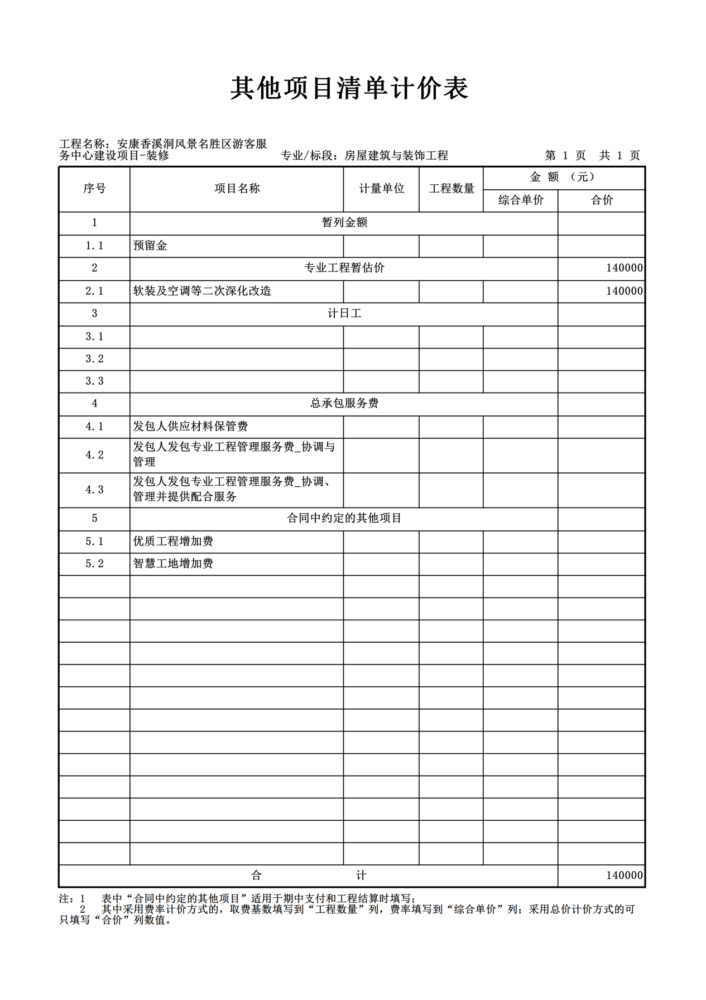 其他项目清单计价表
工程名称：安康香溪洞风景名胜区游客服
务中心建设项目-装修 专业/标段：房屋建筑与装饰工程 第 1 页 共 1 页
序号 项目名称 计量单位 工程数量 金 额 （元）
综合单价 合价
1 暂列金额
1.1 预留金
2 专业工程暂估价 140000
2.1 软装及空调等二次深化改造 140000
3 计日工
3.1
3.2
3.3
4 总承包服务费
4.1 发包人供应材料保管费
4.2 发包人发包专业工程管理服务费_协调与
管理
4.3 发包人发包专业工程管理服务费_协调、
管理并提供配合服务
5 合同中约定的其他项目
5.1 优质工程增加费
5.2 智慧工地增加费
合 计 140000
注：1 表中“合同中约定的其他项目”适用于期中支付和工程结算时填写；
2 其中采用费率计价方式的，取费基数填写到“工程数量”列，费率填写到“综合单价”列；采用总价计价方式的可
只填写“合价”列数值。